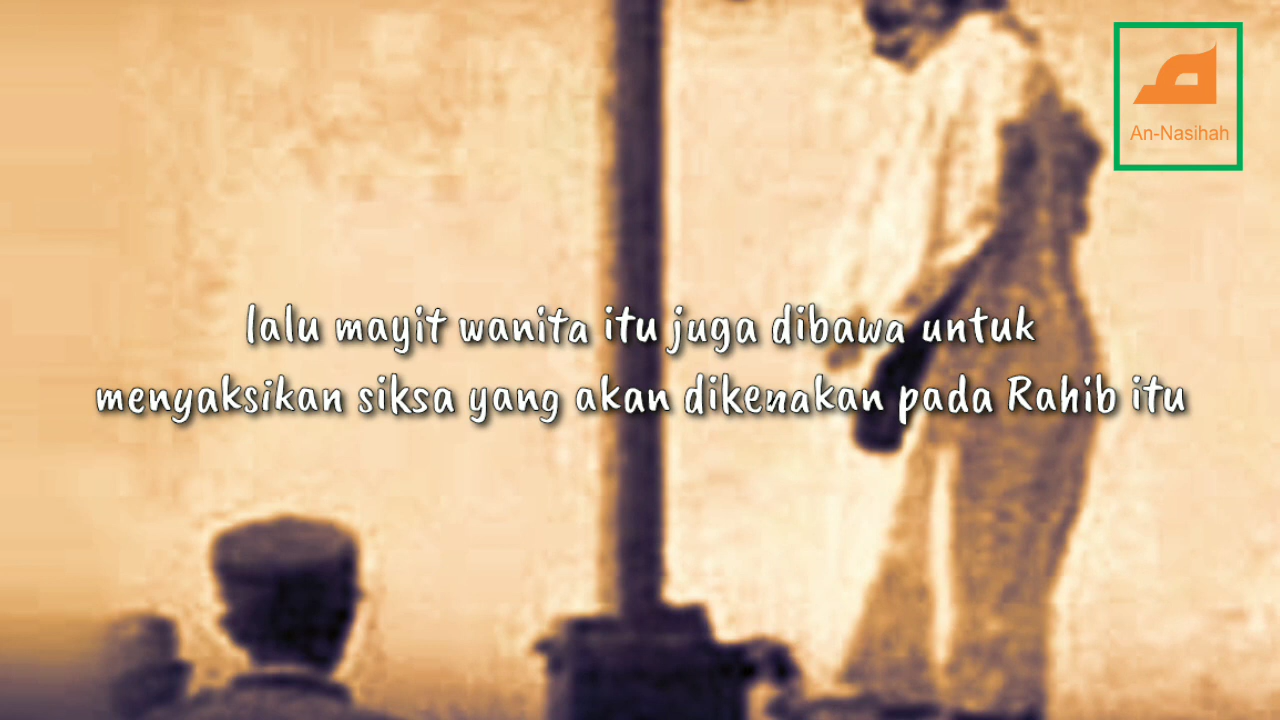 An-Nasihah
lalu mayit wanita itu juga dibawa untuk
menyaksikan siksa yang akan dikenakan pada Rahib itu